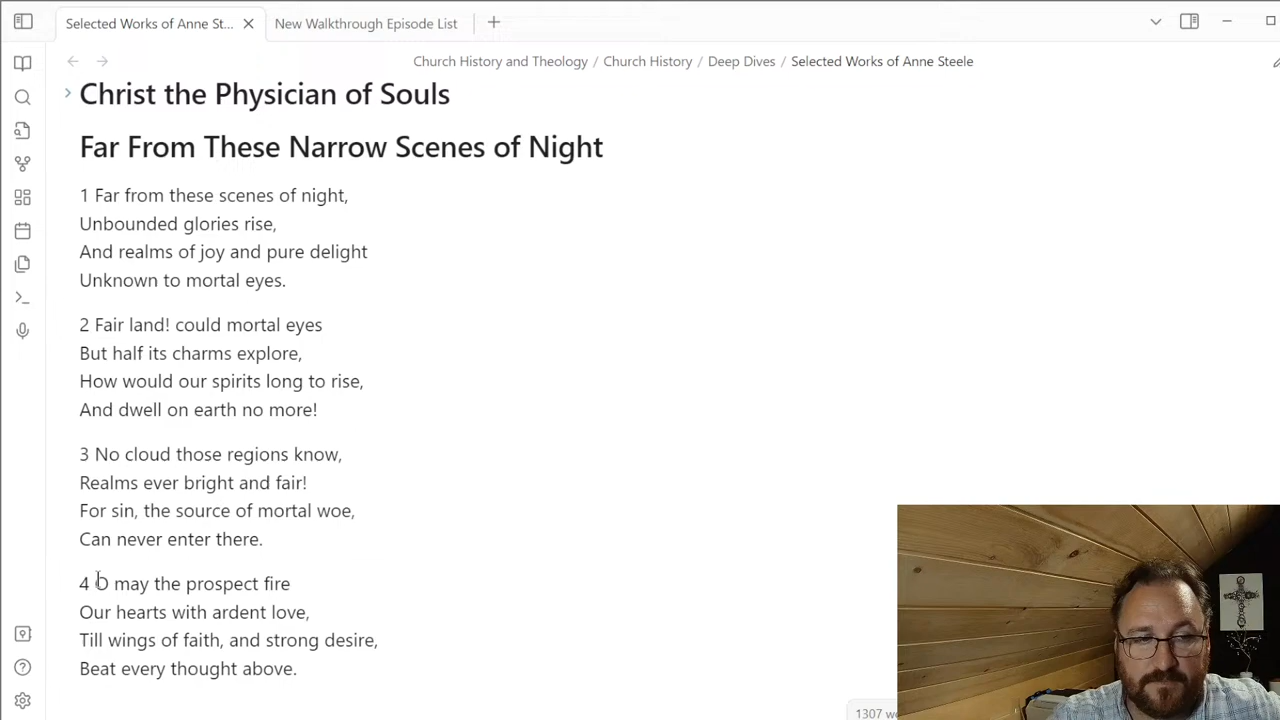 Selected Works of Anne St...
New Walkthrough Episode List
Church History and Theology / Church History / Deep Dives / Selected Works of Anne Steele
Christ the Physician of Souls
Far From These Narrow Scenes of Night
1 Far from these scenes of night,
Unbounded glories rise,
And realms of joy and pure delight
Unknown to mortal eyes.
2 Fair land! could mortal eyes
But half its charms explore,
How would our spirits long to rise,
And dwell on earth no more!
3 No cloud those regions know,
Realms ever bright and fair!
For sin, the source of mortal woe,
Can never enter there.
4 O may the prospect fire
Our hearts with ardent love,
Till wings of faith, and strong desire,
Beat every thought above.
1307